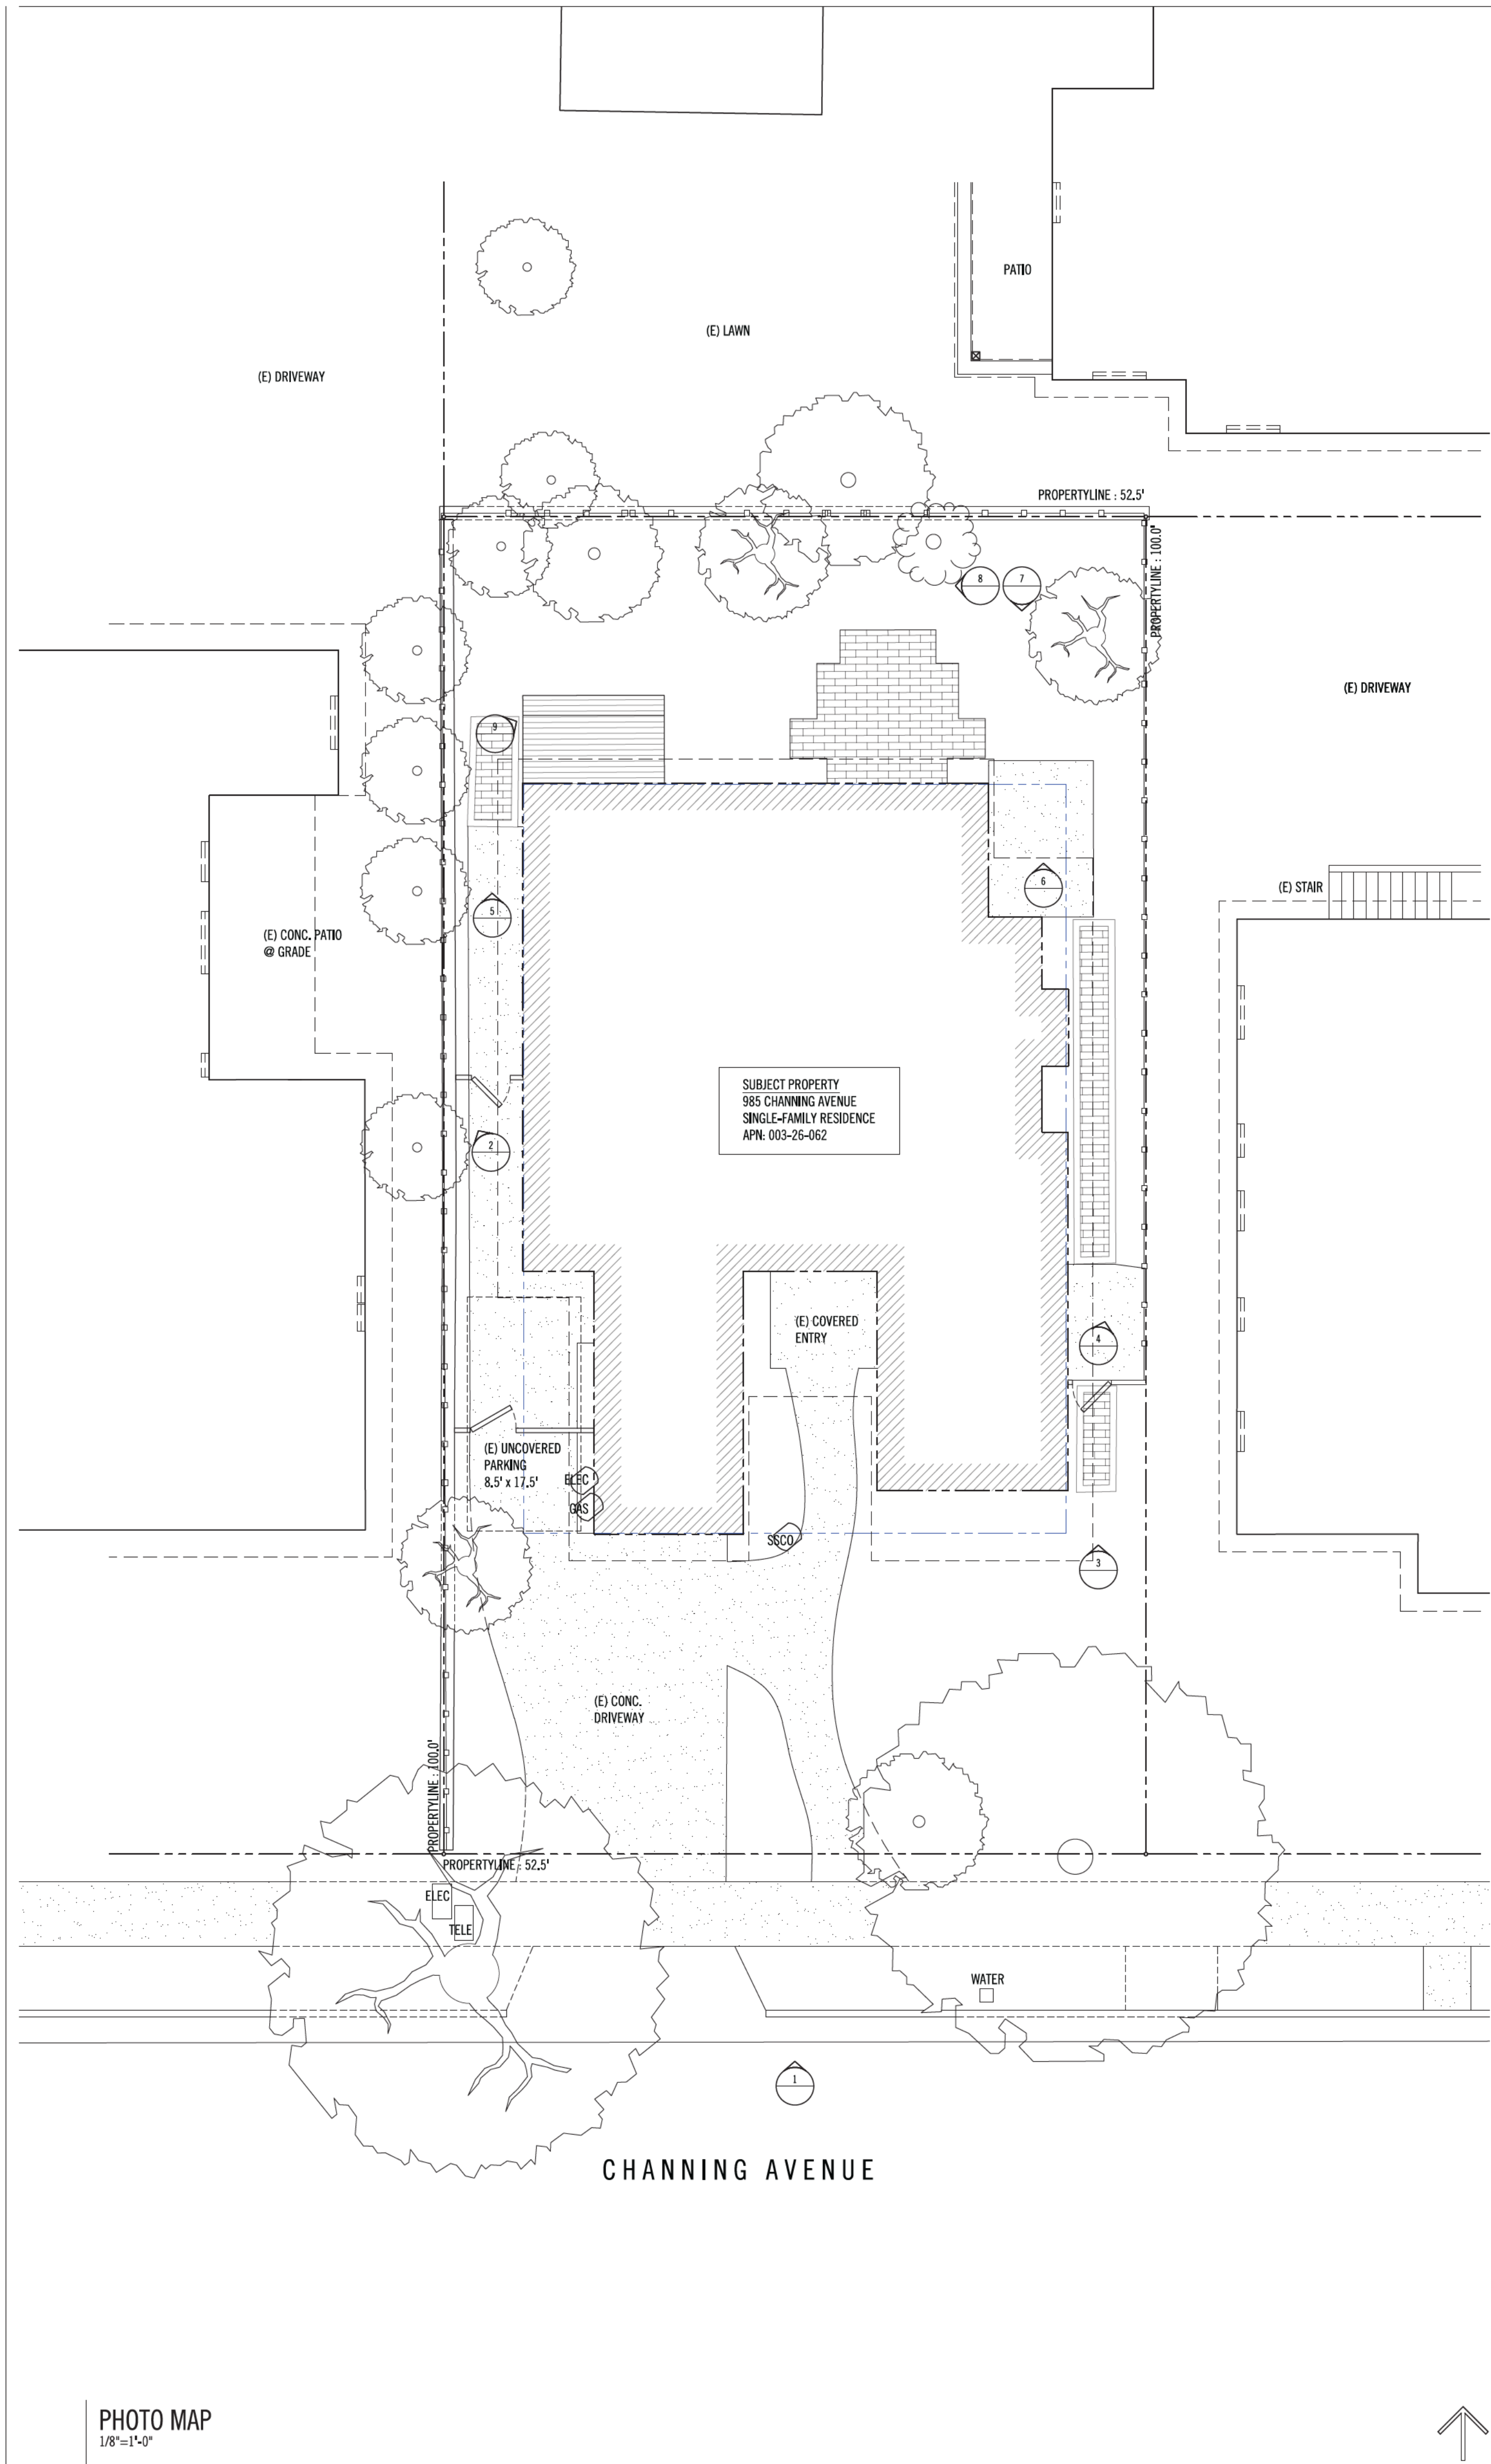 PATIO
(E) LAWN
(E) DRIVEWAY
PROPERTYLINE : 52.5'
PROPERTYLINE : 100.0'
8
7
(E) DRIVEWAY
9
6
(E) STAIR
5
(E) CONC. PATIO
@ GRADE
SUBJECT PROPERTY
985 CHANNING AVENUE
SINGLE-FAMILY RESIDENCE
APN: 003-26-062
2
(E) COVERED
ENTRY
4
(E) UNCOVERED
PARKING
8.5' x 17.5'
ELEC
GAS
SSCO
3
(E) CONC.
DRIVEWAY
PROPERTYLINE : 100.0'
PROPERTYLINE : 52.5'
ELEC
TELE
WATER
1
CHANNING AVENUE
PHOTO MAP
1/8"=1'-0"